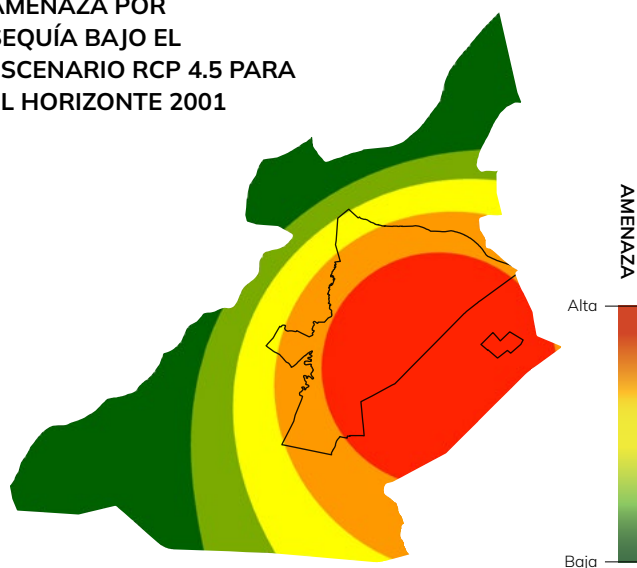 AMENAZA POR
SEQUÍA BAJO EL
SCENARIO RCP 4.5 PARA
L HORIZONTE 2001
AMENAZA
Alta
Baja